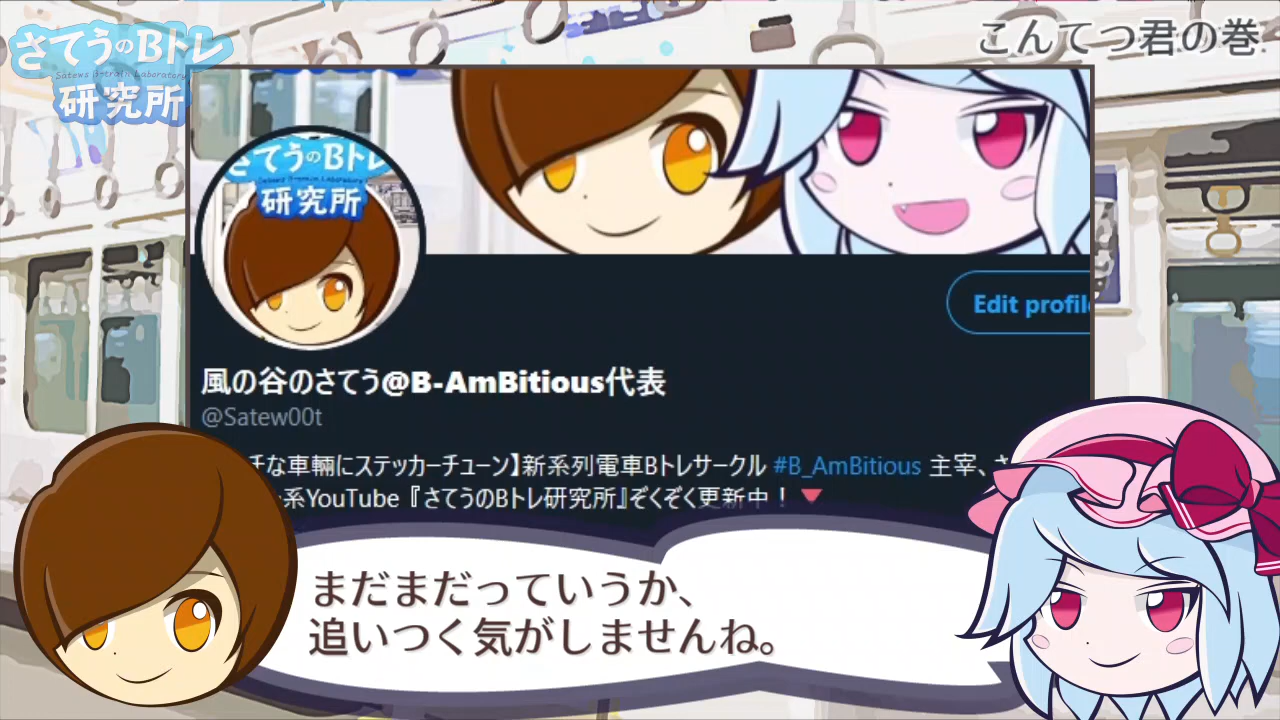 さてうのBトレ
Satews Btrain Laboratory
研究所
こんてつ君の巻
さてうのBトレ
研究所
Edit profil
風の谷のさてう@B-AmBitious代表
@Satew00t
な車輛にステッカーチューン】新系列電車Bトレサークル #B_AmBitious 主宰、さ
系YouTube『さてうのBトレ研究所』ぞくぞく更新中！🔻
まだまだっていうか、
追いつく気がしませんね。